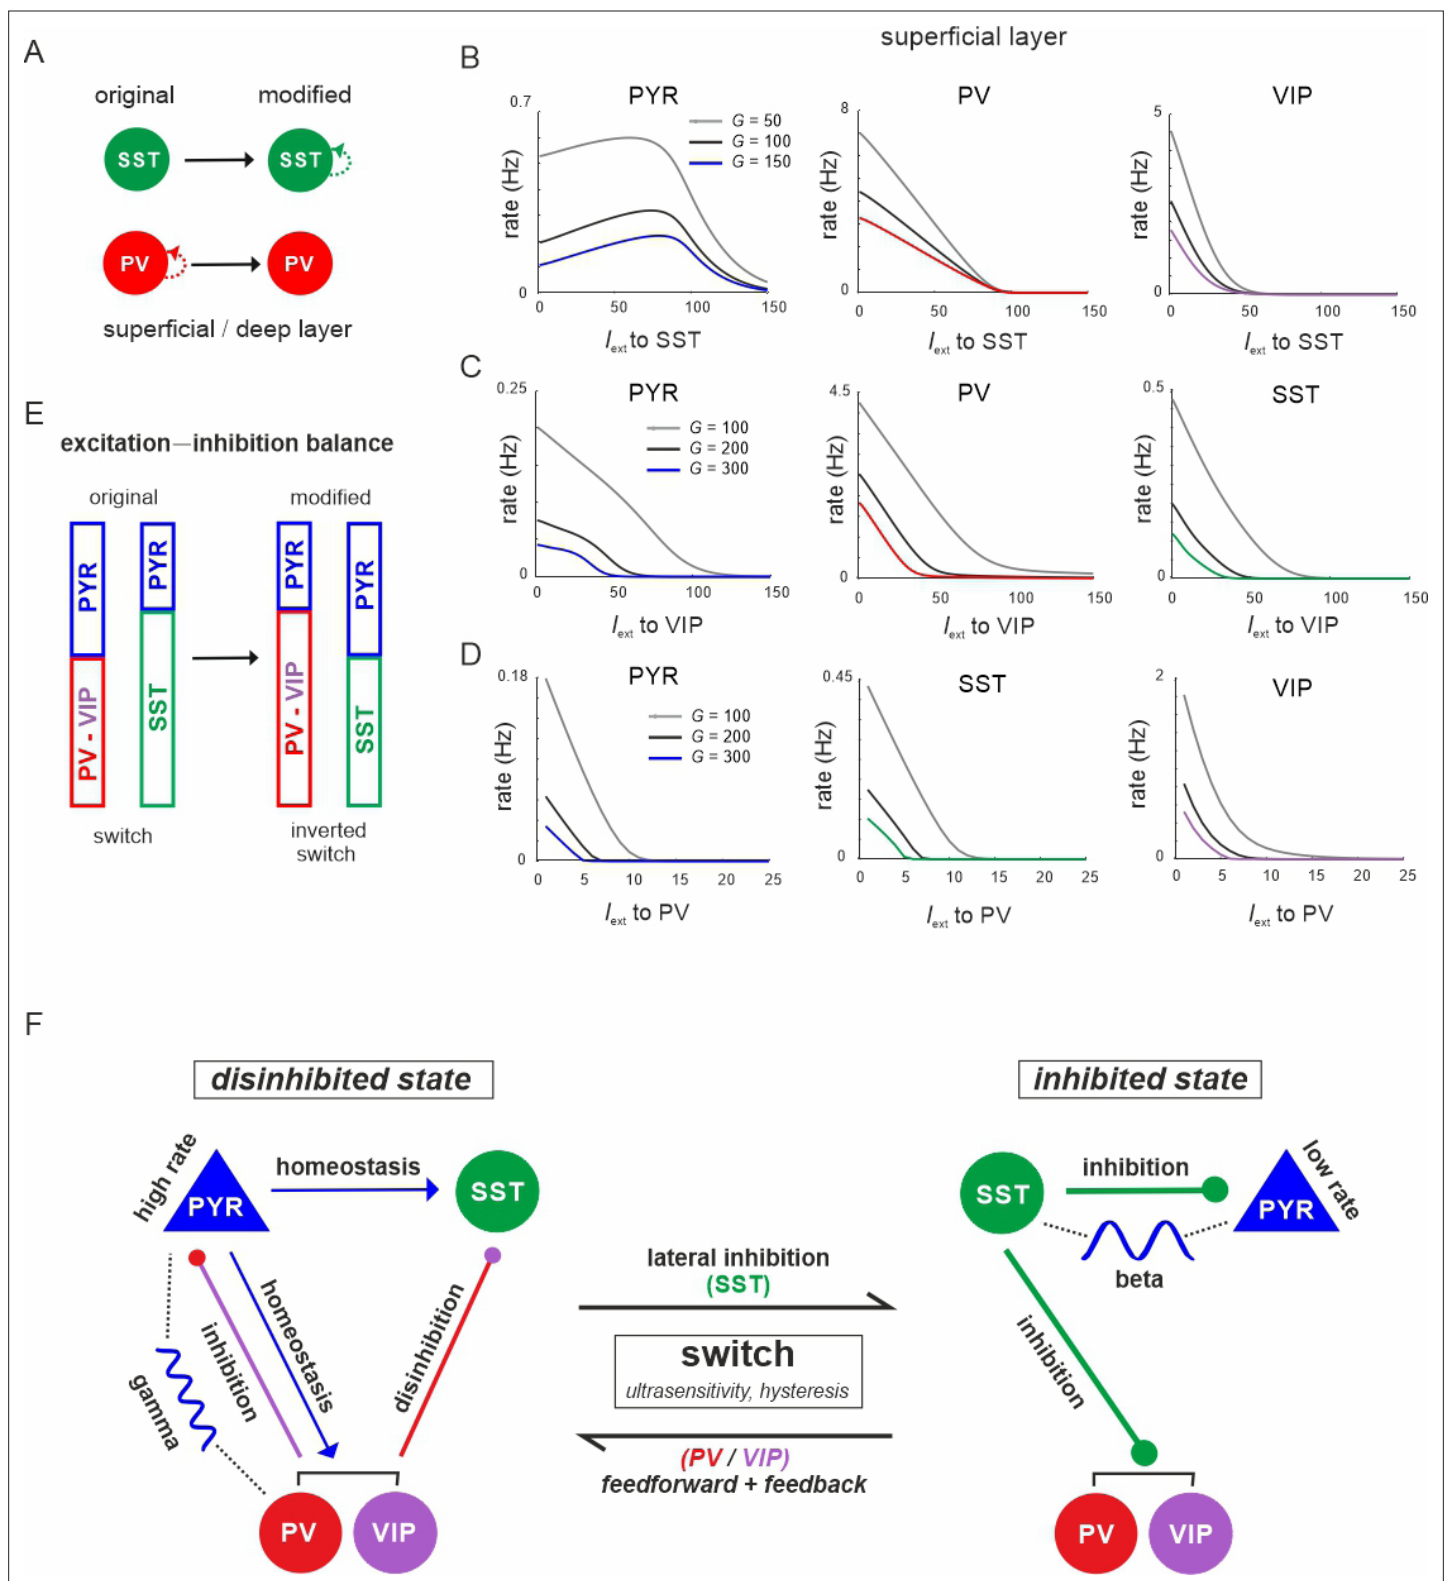 A
original modified
SST SST
PV PV
superficial / deep layer
superficial layer
B
PYR PV VIP
G = 50
G = 100
G = 150
0.7 8 5
rate (Hz) rate (Hz) rate (Hz)
0 0 0
0 50 100 150 0 50 100 150 0 50 100 150
Iext to SST Iext to SST Iext to SST
C
PYR PV SST
G = 100
G = 200
G = 300
0.25 4.5 0.5
rate (Hz) rate (Hz) rate (Hz)
0 0 0
0 50 100 150 0 50 100 150 0 50 100 150
Iext to VIP Iext to VIP Iext to VIP
D
PYR SST VIP
G = 100
G = 200
G = 300
0.18 0.45 2
rate (Hz) rate (Hz) rate (Hz)
0 0 0
0 5 10 15 20 25 0 5 10 15 20 25 0 5 10 15 20 25
Iext to PV Iext to PV Iext to PV
E
excitation—inhibition balance
original modified
PYR PYR PYR PYR
PV - VIP SST PV - VIP SST
switch inverted
switch
F
disinhibited state
high rate
PYR
homeostasis
SST
inhibition
homeostasis
disinhibition
gamma
PV VIP
lateral inhibition
(SST)
switch
ultrasensitivity, hysteresis
(PV / VIP)
feedforward + feedback
inhibited state
SST
inhibition
PYR
low rate
beta
inhibition
PV VIP